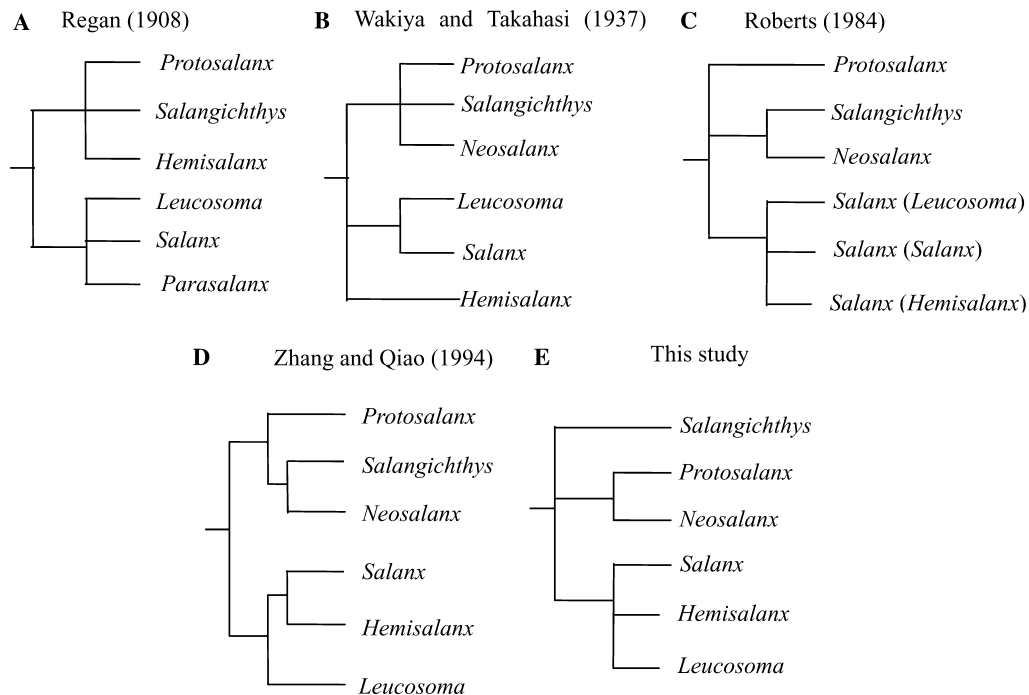 A Regan (1908)
Protosalanx
Salangichthys
Hemisalanx
Leucosoma
Salanx
Parasalanx
B Wakiya and Takahasi (1937)
Protosalanx
Salangichthys
Neosalanx
Leucosoma
Salanx
Hemisalanx
C Roberts (1984)
Protosalanx
Salangichthys
Neosalanx
Salanx (Leucosoma)
Salanx (Salanx)
Salanx (Hemisalanx)
D Zhang and Qiao (1994)
Protosalanx
Salangichthys
Neosalanx
Salanx
Hemisalanx
Leucosoma
E This study
Salangichthys
Protosalanx
Neosalanx
Salanx
Hemisalanx
Leucosoma